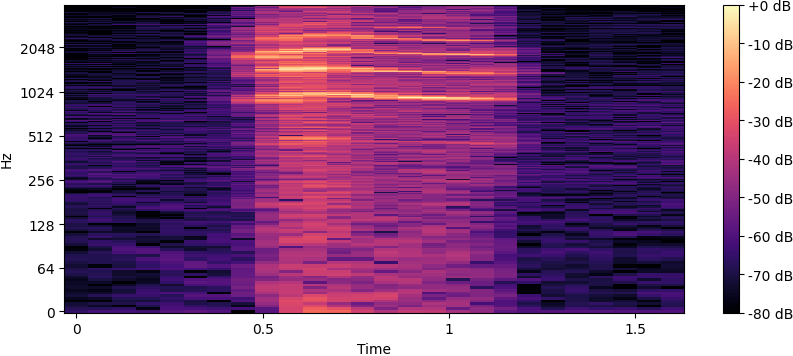 +0 dB
2048
-10 dB
1024
-20 dB
512
-30 dB
Hz
-40 dB
256
-50 dB
128
-60 dB
64
-70 dB
0
-80 dB
0
0.5
1
1.5
Time